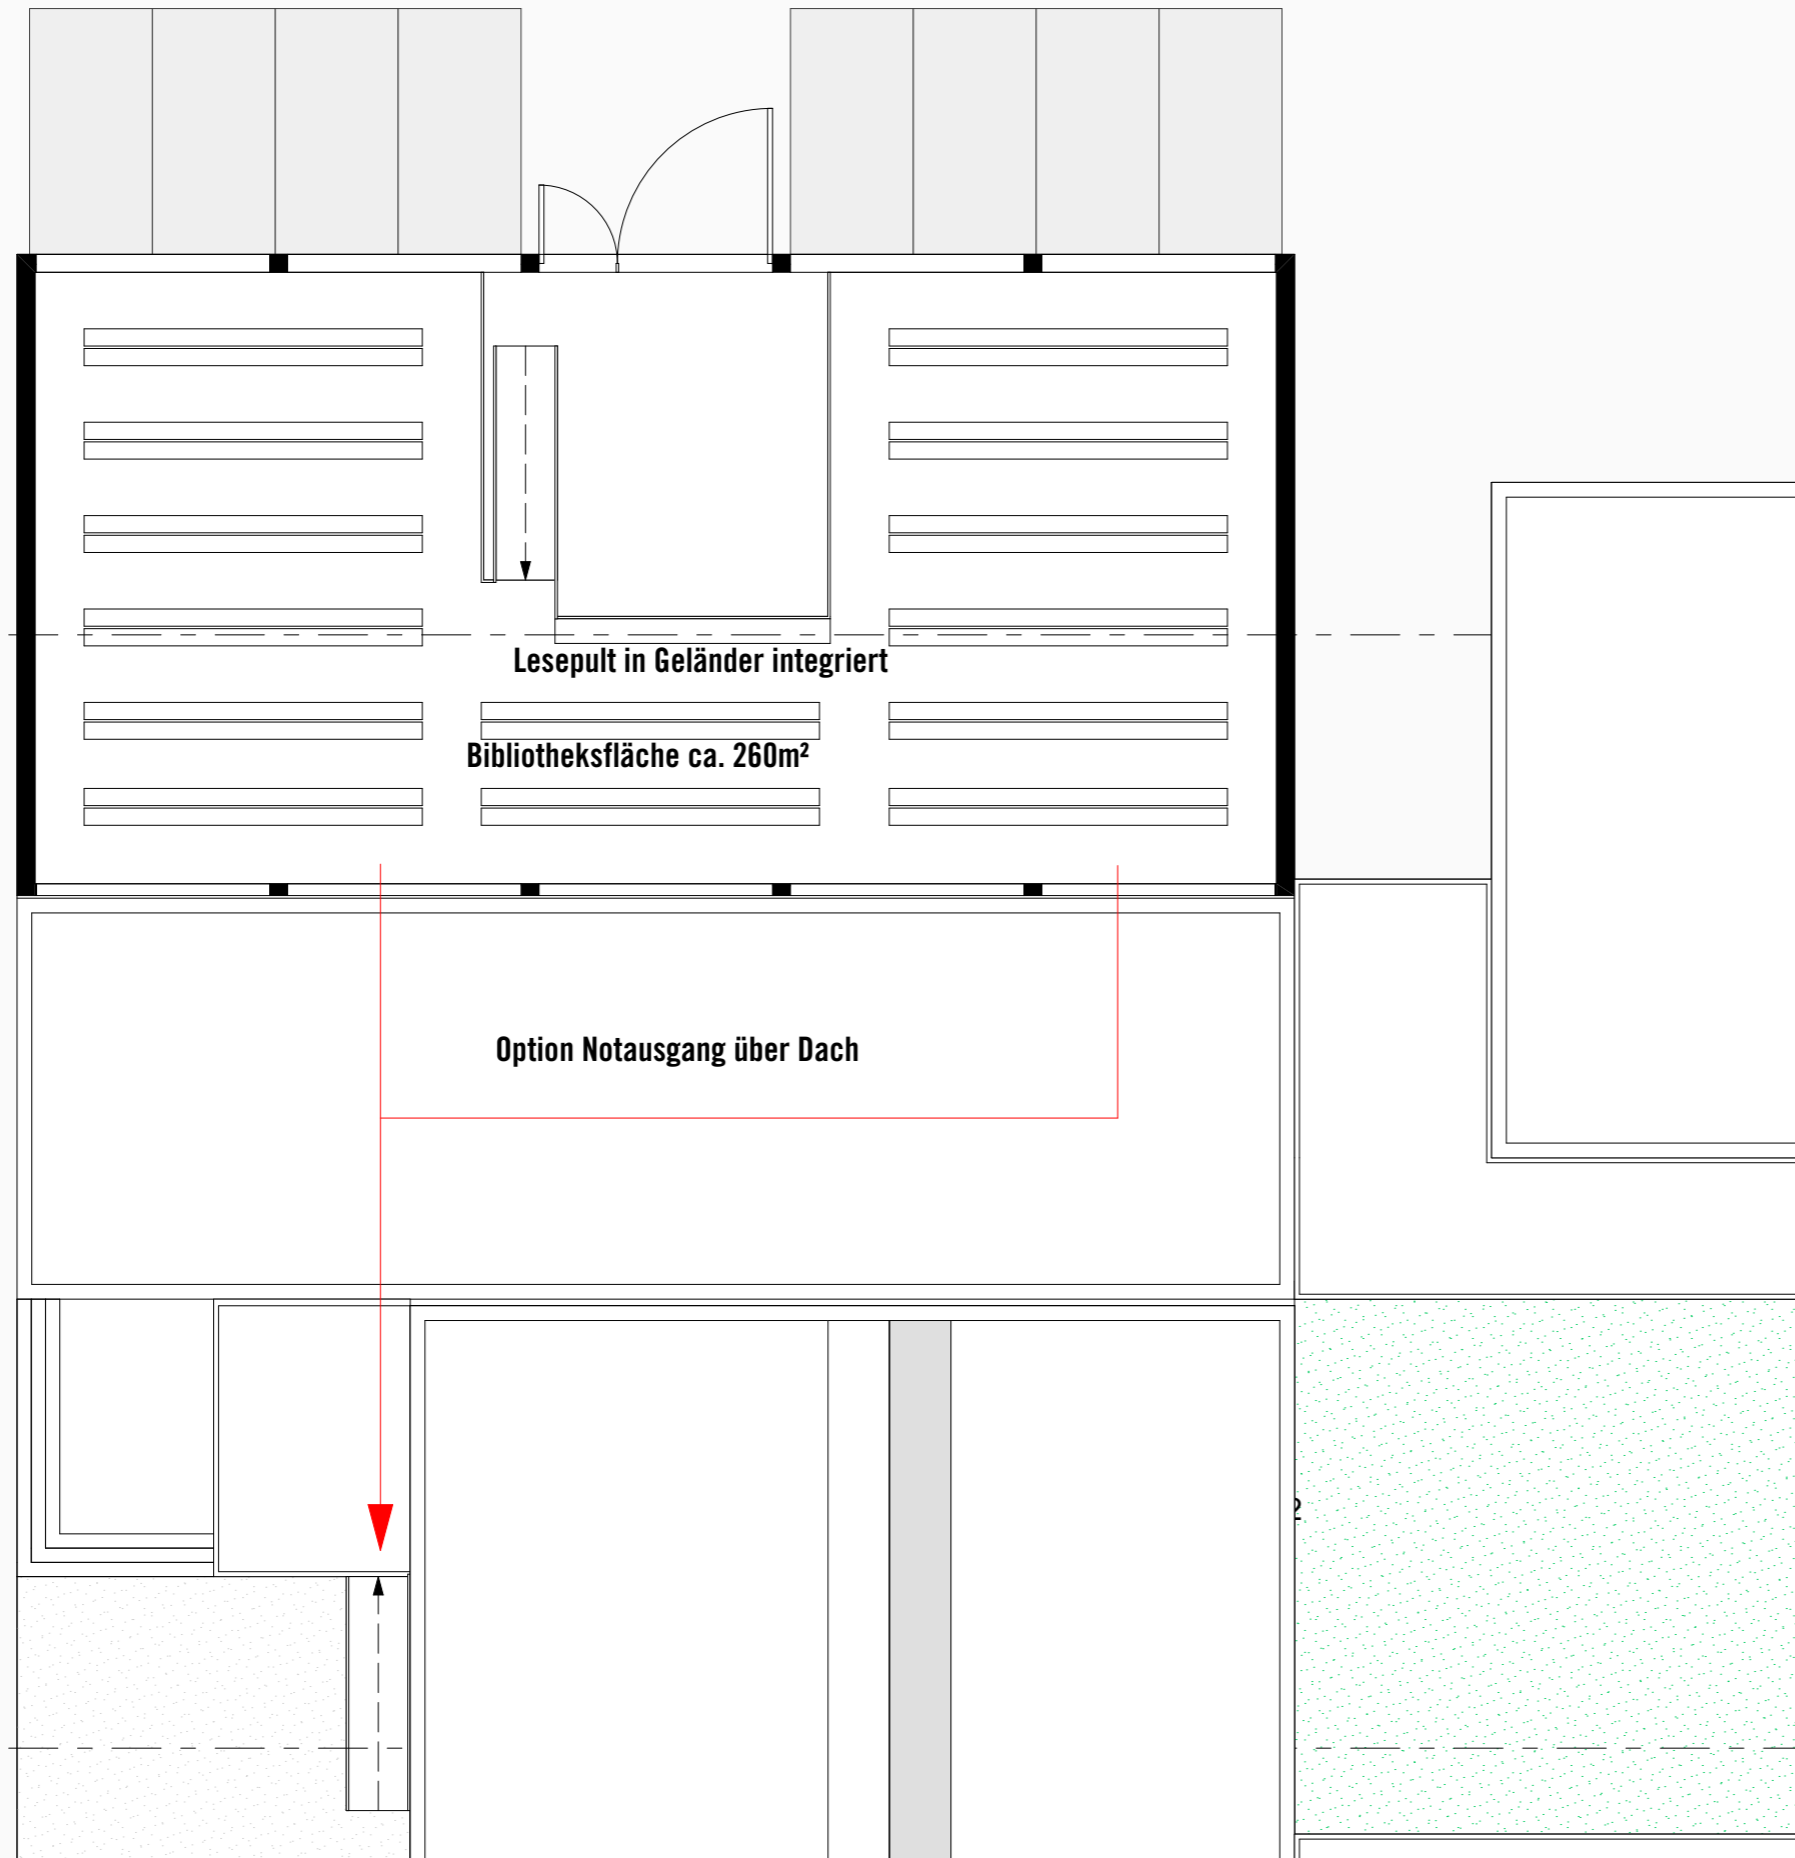 Lesepult in Geländer integriert
Bibliotheksfläche ca. 260m²
Option Notausgang über Dach